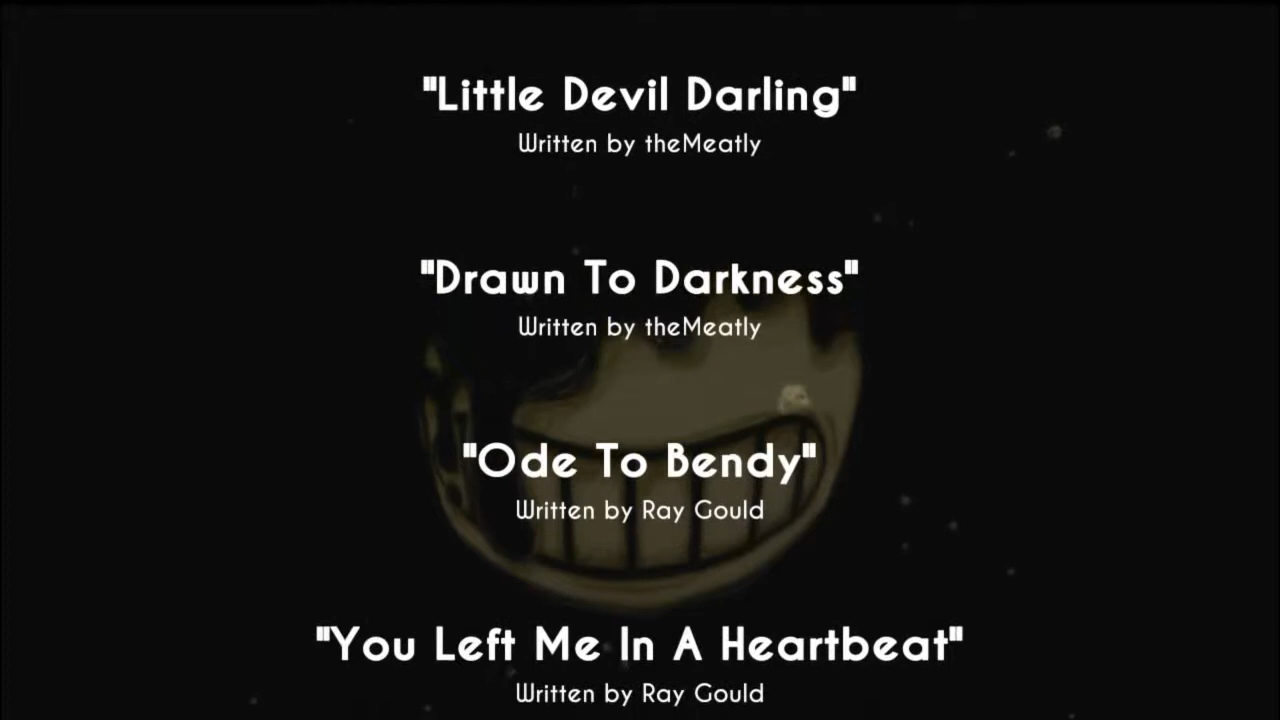 "Little Devil Darling"
Written by theMeatly
"Drawn To Darkness"
Written by theMeatly
"Ode To Bendy"
Written by Ray Gould
"You Left Me In A Heartbeat"
Written by Ray Gould